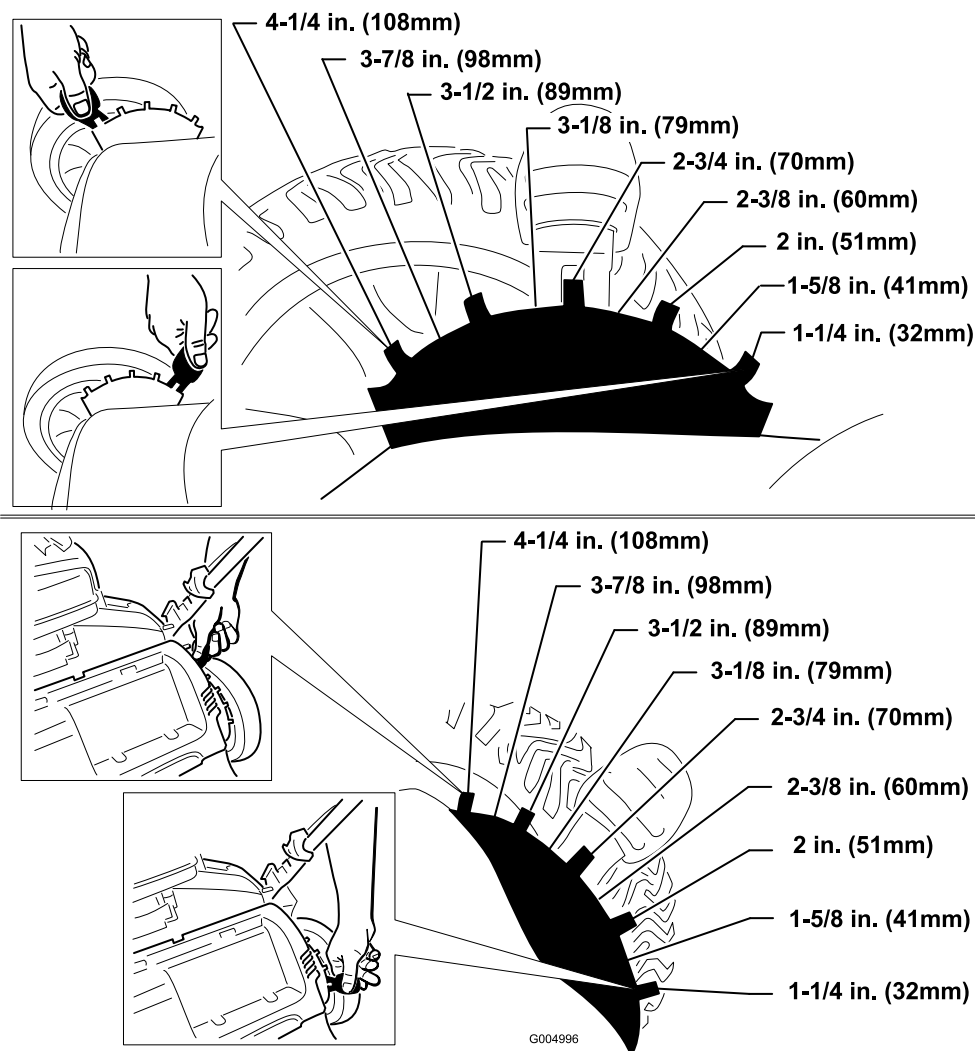 4-1/4 in. (108mm)
3-7/8 in. (98mm)
3-1/2 in. (89mm)
3-1/8 in. (79mm)
2-3/4 in. (70mm)
2-3/8 in. (60mm)
2 in. (51mm)
1-5/8 in. (41mm)
1-1/4 in. (32mm)
4-1/4 in. (108mm)
3-7/8 in. (98mm)
3-1/2 in. (89mm)
3-1/8 in. (79mm)
2-3/4 in. (70mm)
2-3/8 in. (60mm)
2 in. (51mm)
1-5/8 in. (41mm)
1-1/4 in. (32mm)
G004996